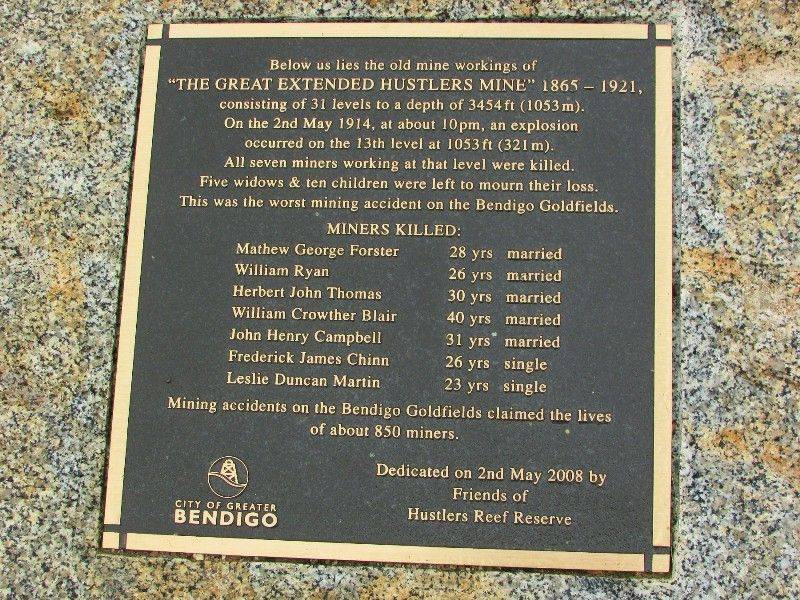 Below us lies the old mine workings of
"THE GREAT EXTENDED HUSTLERS MINE" 1865 – 1921,
consisting of 31 levels to a depth of 3454ft (1053m).
On the 2nd May 1914, at about 10pm, an explosion
occurred on the 13th level at 1053ft (321m).
All seven miners working at that level were killed.
Five widows & ten children were left to mourn their loss.
This was the worst mining accident on the Bendigo Goldfields.
MINERS KILLED:
Mathew George Forster 28 yrs married
William Ryan 26 yrs married
Herbert John Thomas 30 yrs married
William Crowther Blair 40 yrs married
John Henry Campbell 31 yrs married
Frederick James Chinn 26 yrs single
Leslie Duncan Martin 23 yrs single
Mining accidents on the Bendigo Goldfields claimed the lives
of about 850 miners.
CITY OF GREATER
BENDIGO
Dedicated on 2nd May 2008 by
Friends of
Hustlers Reef Reserve